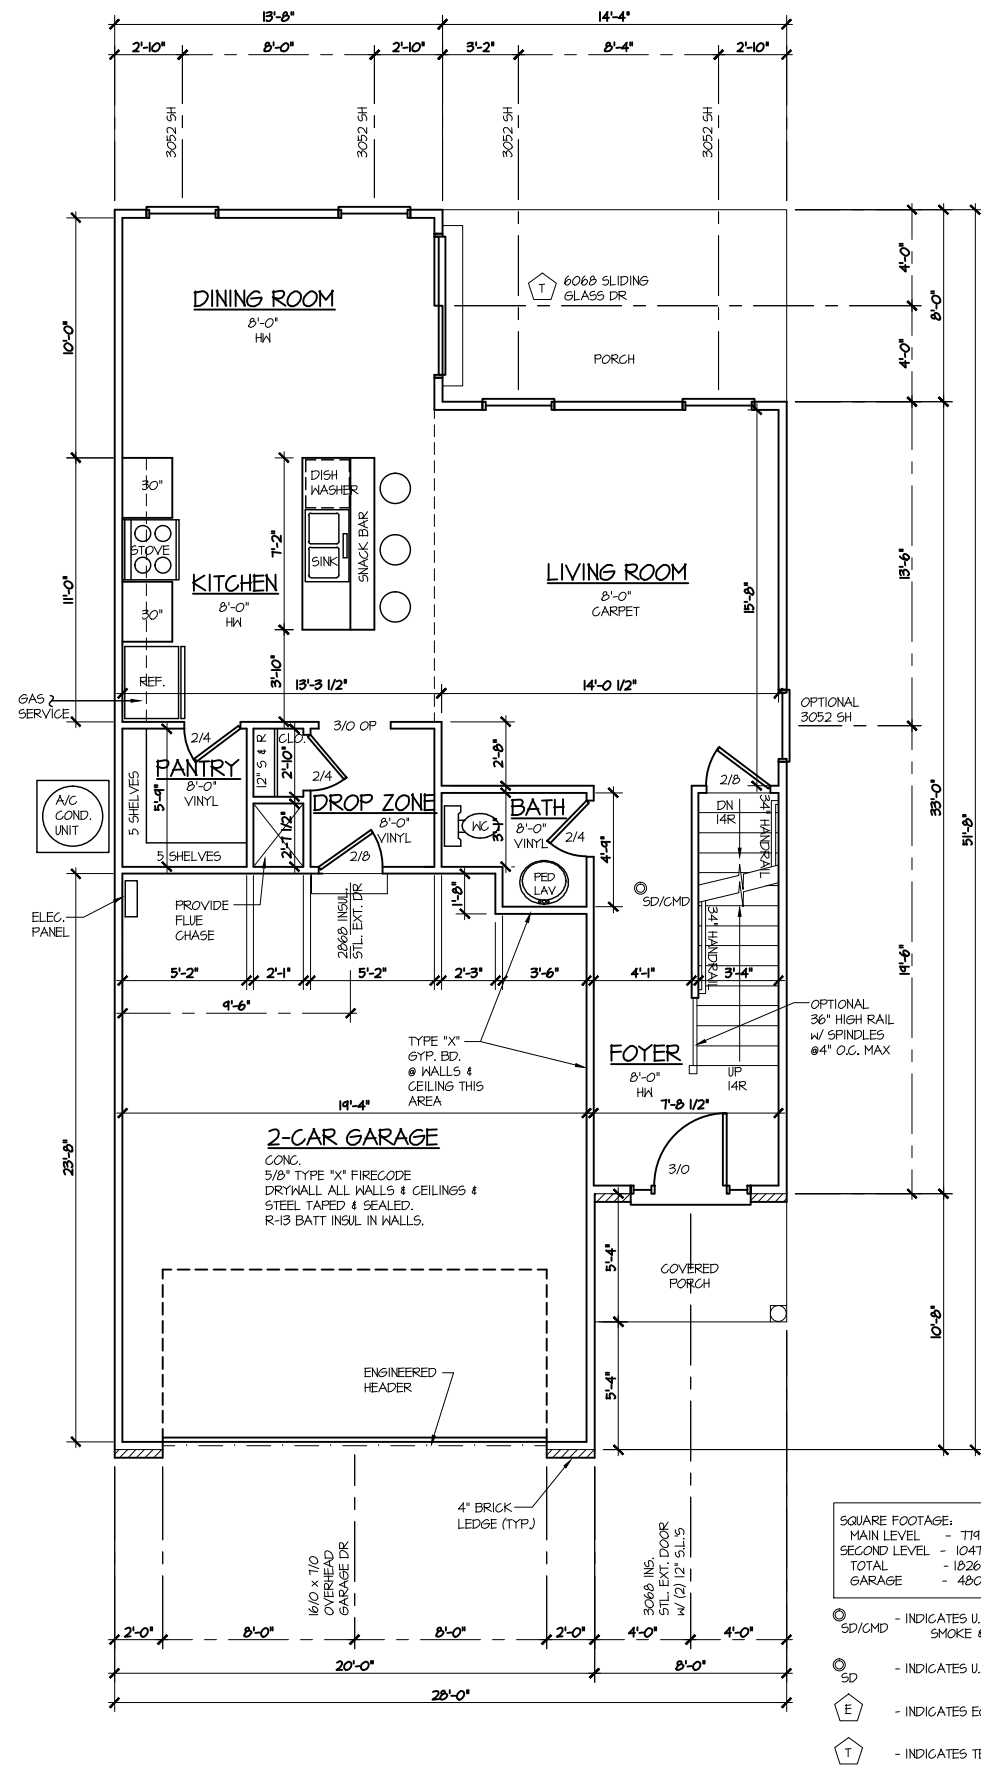 13'-8"
14'-4"
2'-10"
8'-0"
2'-10"
3'-2"
8'-4"
2'-10"
3052 SH
3052 SH
3052 SH
3052 SH
DINING ROOM
8'-0"
HW
T
6068 SLIDING
GLASS DR
PORCH
4'-0"
4'-0"
8'-0"
10'-0"
30"
STOVE
30"
REF.
DISH
WASHER
SINK
SNACK BAR
7'-2"
KITCHEN
8'-0"
HW
LIVING ROOM
8'-0"
CARPET
15'-8"
13'-6"
11'-0"
3'-10"
13'-3 1/2"
14'-0 1/2"
GAS
SERVICE
OPTIONAL
3052 SH
3/0 OP
2/4
CLO.
12" S & R
2'-10"
2/4
2'-8"
PANTRY
8'-0"
VINYL
5 SHELVES
5'-9"
5 SHELVES
2'-7 1/2"
DROP ZONE
8'-0"
VINYL
2/8
WC
3'-1"
BATH
8'-0"
VINYL
2/4
PED
LAV.
4'-9"
2/8
DN
14R
34" HANDRAIL
34" HANDRAIL
SD/CMD
33'-0"
51'-8"
A/C
COND.
UNIT
ELEC.
PANEL
PROVIDE
FLUE
CHASE
2868 INSUL.
STL. EXT. DR
1'-8"
5'-2"
2'-1"
5'-2"
2'-3"
3'-6"
4'-1"
3'-4"
19'-6"
9'-6"
OPTIONAL
36" HIGH RAIL
W/ SPINDLES
@4" O.C. MAX
TYPE "X"
GYP. BD.
@ WALLS &
CEILING THIS
AREA
FOYER
8'-0"
HW
UP
14R
19'-4"
7'-8 1/2"
23'-8"
2-CAR GARAGE
CONC.
5/8" TYPE "X" FIRECODE
DRYWALL ALL WALLS & CEILINGS &
STEEL TAPED & SEALED.
R-13 BATT INSUL IN WALLS.
3/0
5'-4"
COVERED
PORCH
5'-4"
10'-8"
ENGINEERED
HEADER
4" BRICK
LEDGE (TYP.)
16/0 x 7/0
OVERHEAD
GARAGE DR
3068 INS.
STL. EXT. DOOR
W/ (2) 12" S.L.'S
SQUARE FOOTAGE:
MAIN LEVEL - 779
SECOND LEVEL - 1047
TOTAL - 1826
GARAGE - 480
SD/CMD - INDICATES U.
SMOKE &
SD - INDICATES U.
E - INDICATES E
T - INDICATES TE
2'-0"
8'-0"
8'-0"
2'-0"
4'-0"
4'-0"
20'-0"
8'-0"
28'-0"